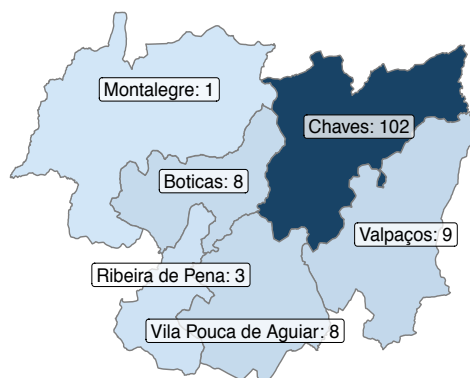 Montalegre: 1
Chaves: 102
Boticas: 8
Valpaços: 9
Ribeira de Pena: 3
Vila Pouca de Aguiar: 8